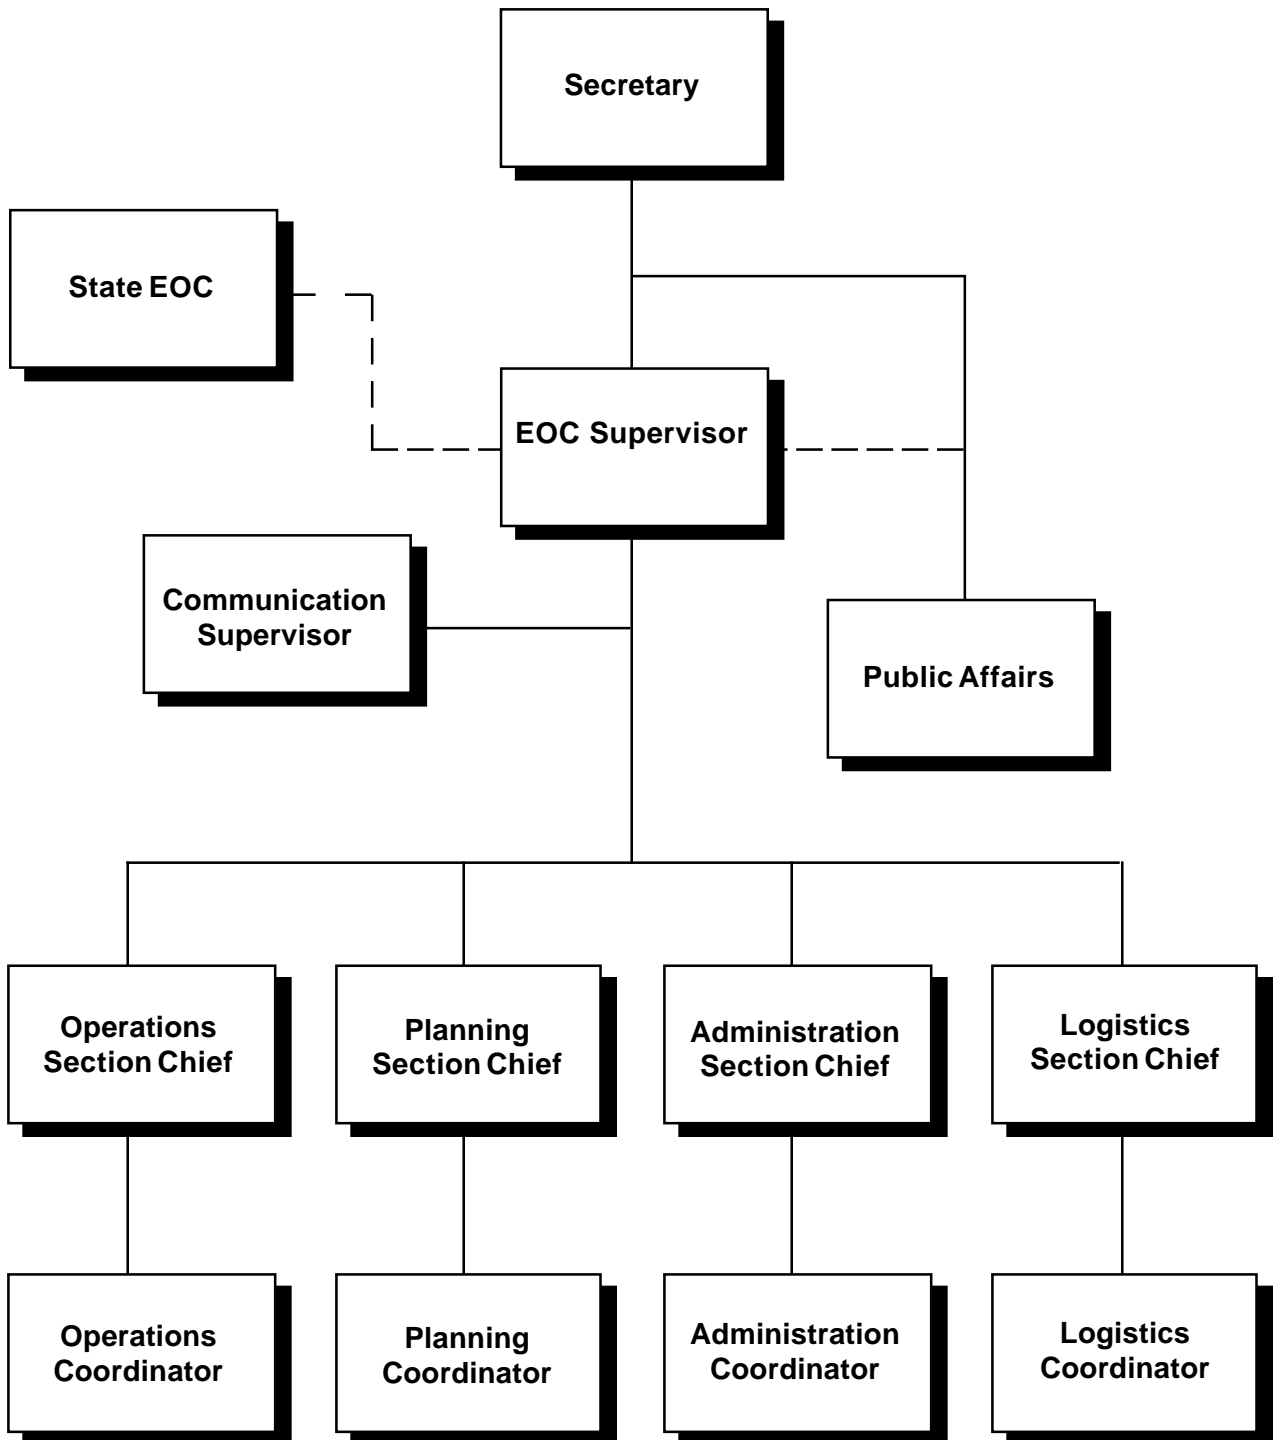 Secretary
State EOC
EOC Supervisor
Communication
Supervisor
Public Affairs
Operations
Section Chief
Planning
Section Chief
Administration
Section Chief
Logistics
Section Chief
Operations
Coordinator
Planning
Coordinator
Administration
Coordinator
Logistics
Coordinator